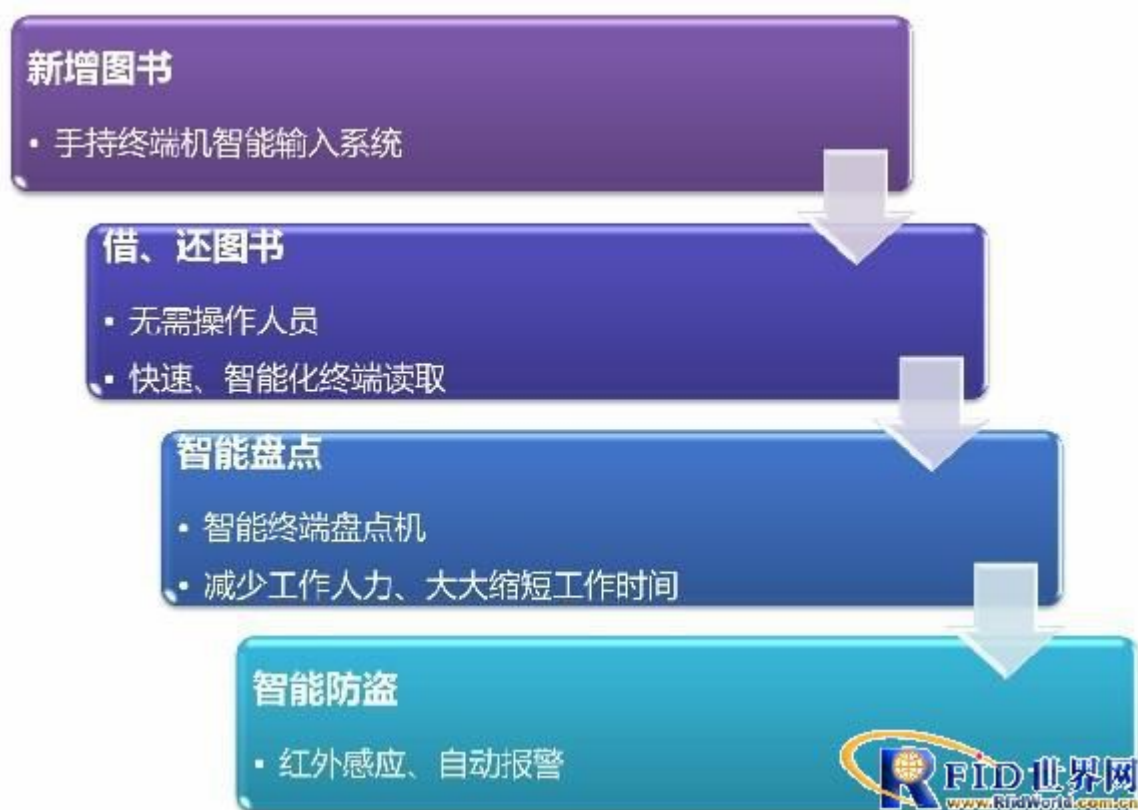 新增图书
• 手持终端机智能输入系统
借、还图书
• 无需操作人员
• 快速、智能化终端读取
智能盘点
• 智能终端盘点机
• 减少工作人力、大大缩短工作时间
智能防盗
• 红外感应、自动报警
RFID世界网
www.RfidWorld.com.cn